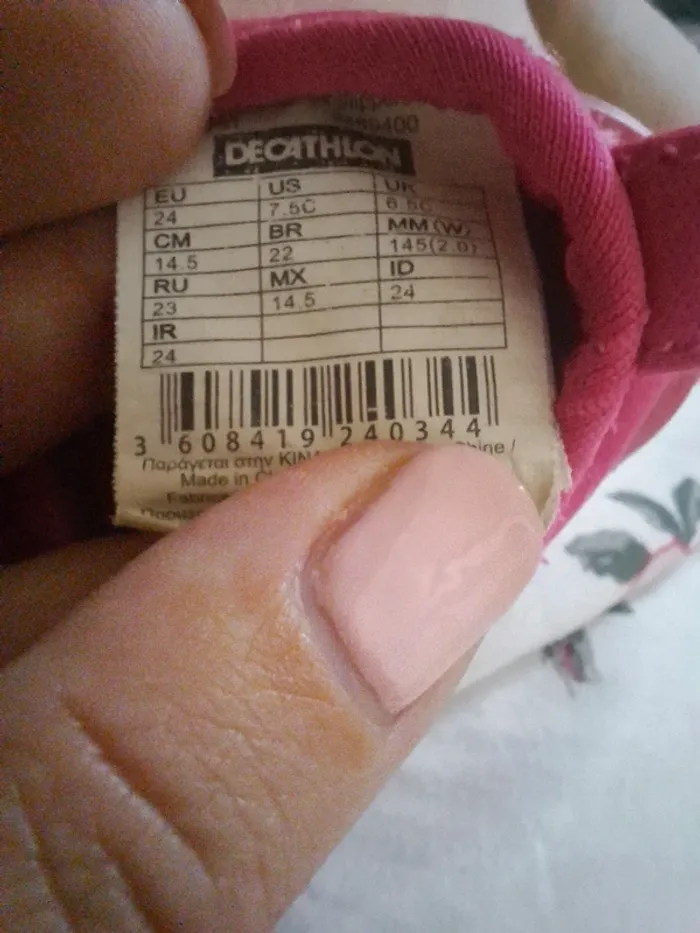 DECATHLON
EU US UK
24 7.5C 6.5C
CM BR MM (W)
14.5 22 145(2.0)
RU MX ID
23 14.5 24
IR
24
3 608419 240344
Παράγεται στην
Made in